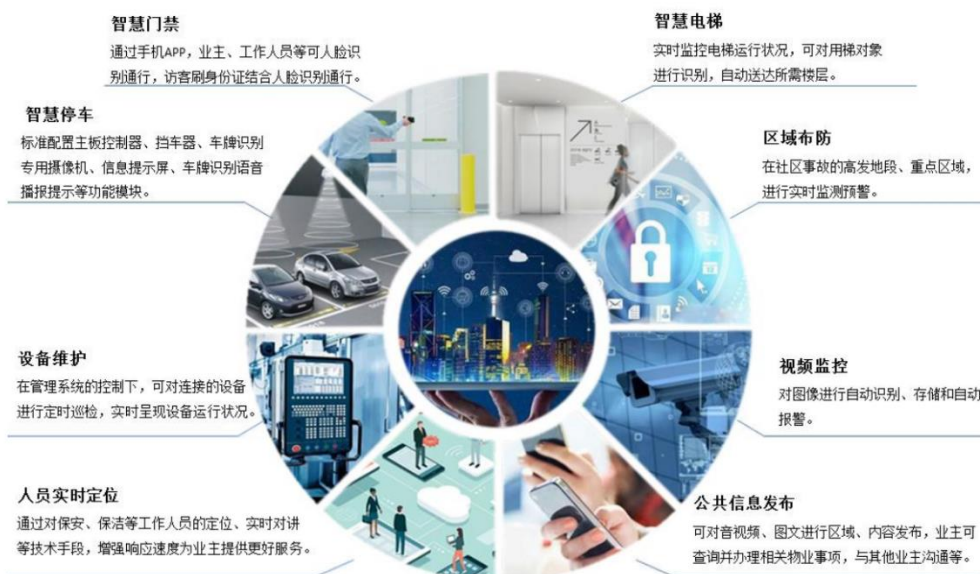 智慧门禁
通过手机APP，业主、工作人员等可人脸识
别通行，访客刷身份证结合人脸识别通行。
智慧电梯
实时监控电梯运行状况，可对用梯对象
进行识别，自动送达所需楼层。
智慧停车
标准配置主板控制器、挡车器、车牌识别
专用摄像机、信息提示屏、车牌识别语音
播报提示等功能模块。
区域布防
在社区事故的高发地段、重点区域，
进行实时监测预警。
设备维护
在管理系统的控制下，可对连接的设备
进行定时巡检，实时呈现设备运行状况。
视频监控
对图像进行自动识别、存储和自动
报警。
人员实时定位
通过对保安、保洁等工作人员的定位、实时对讲
等技术手段，增强响应速度为业主提供更好服务。
公共信息发布
可对音视频、图文进行区域、内容发布，业主可
查询并办理相关物业事项，与其他业主沟通等。